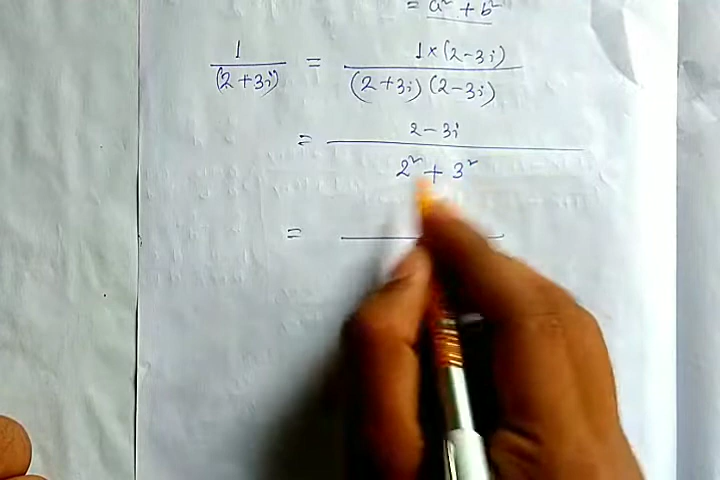 = a² + b²
1/(2+3i) = 1×(2-3i)/(2+3i)(2-3i)
= 2-3i/2²+3²
=